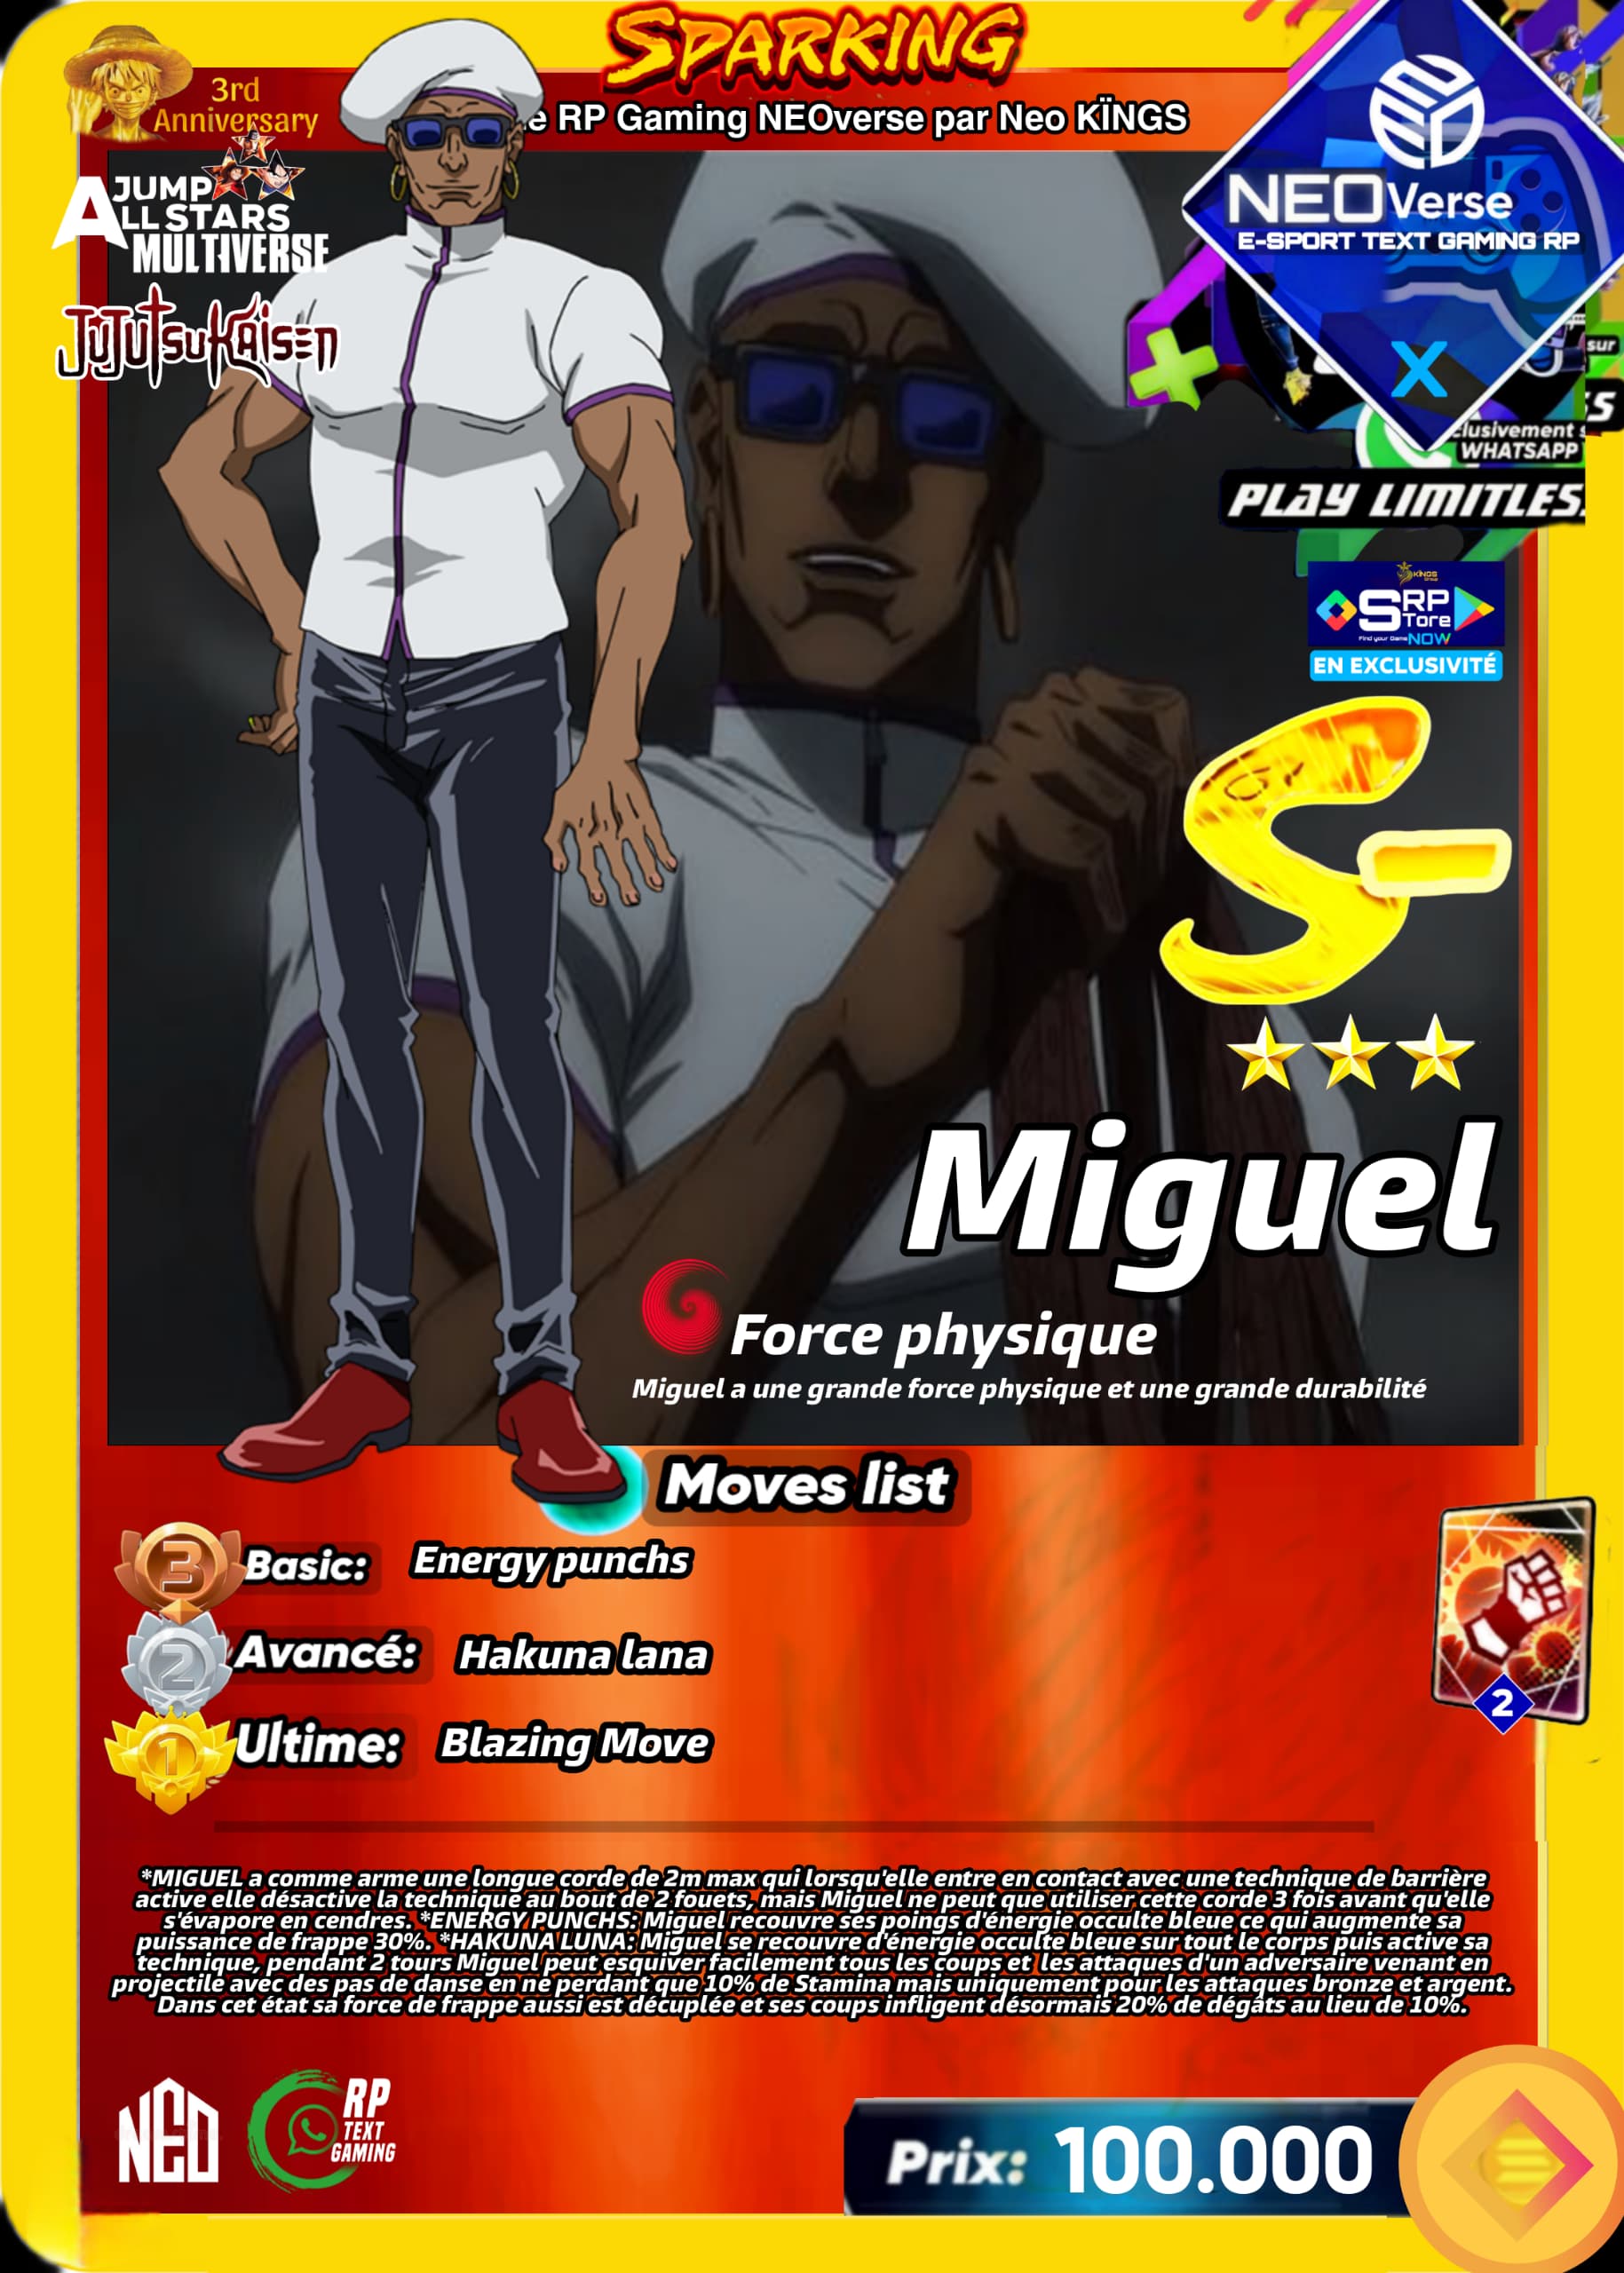 SPARKING
3rd
Anniversary
e RP Gaming NEOverse par Neo KÏNGS
JUMP
ALL STARS
MULTIVERSE
JUJUTSU KAISEN
NEOVerse
E-SPORT TEXT GAMING RP
X
sur
S
clusivement s
WHATSAPP
PLAY LIMITLES
KINGS
SRP
Tore
Find your Game NOW
EN EXCLUSIVITÉ
S-
Miguel
Force physique
Miguel a une grande force physique et une grande durabilité
Moves list
3 Basic: Energy punchs
2 Avancé: Hakuna lana
1 Ultime: Blazing Move
2
*MIGUEL a comme arme une longue corde de 2m max qui lorsqu'elle entre en contact avec une technique de barrière
active elle désactive la technique au bout de 2 fouets, mais Miguel ne peut que utiliser cette corde 3 fois avant qu'elle
s'évapore en cendres. *ENERGY PUNCHS: Miguel recouvre ses poings d'énergie occulte bleue ce qui augmente sa
puissance de frappe 30%. *HAKUNA LUNA: Miguel se recouvre d'énergie occulte bleue sur tout le corps puis active sa
technique, pendant 2 tours Miguel peut esquiver facilement tous les coups et les attaques d'un adversaire venant en
projectile avec des pas de danse en ne pendant que 10% de Stamina mais uniquement pour les attaques bronze et argent.
Dans cet état sa force de frappe aussi est décuplée et ses coups infligent désormais 20% de dégâts au lieu de 10%.
NEO
RP
TEXT
GAMING
Prix: 100.000